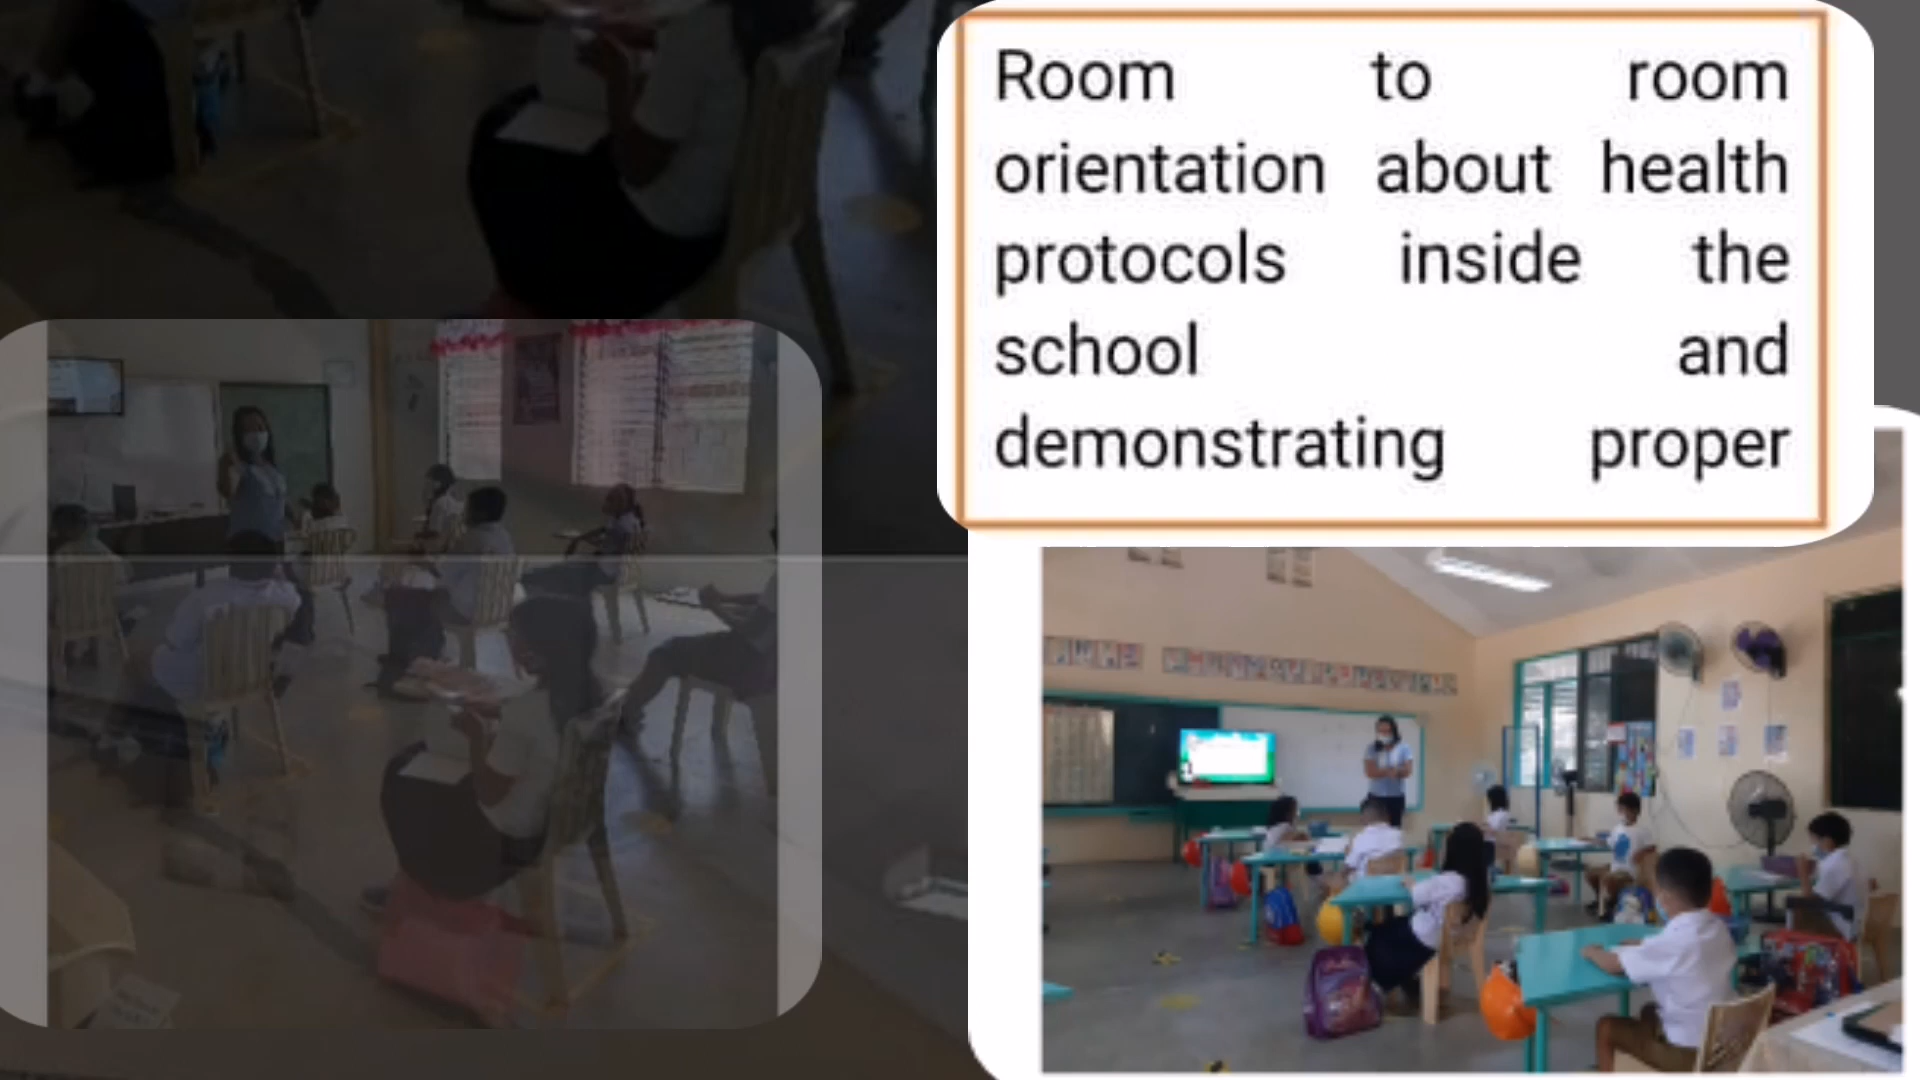 Room to room
orientation about health
protocols inside the
school and
demonstrating proper